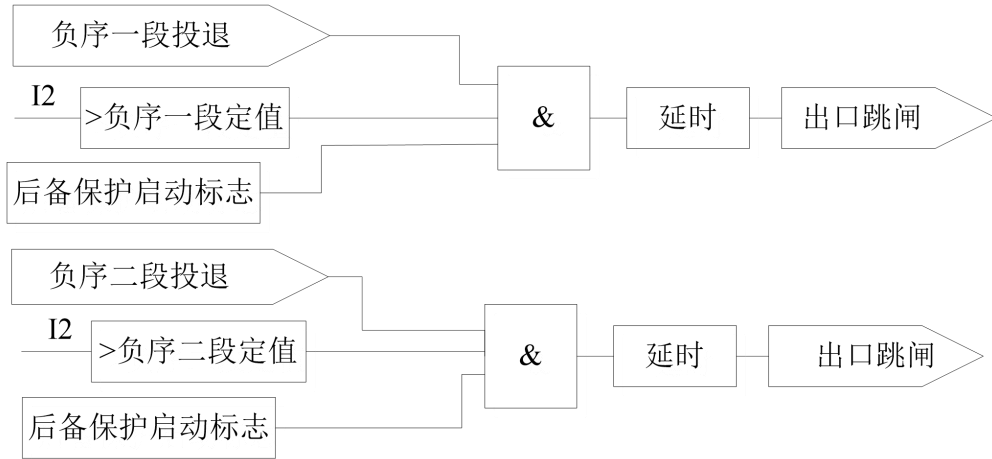 负序一段投退
I2
>负序一段定值
&
延时
出口跳闸
后备保护启动标志
负序二段投退
I2
>负序二段定值
&
延时
出口跳闸
后备保护启动标志